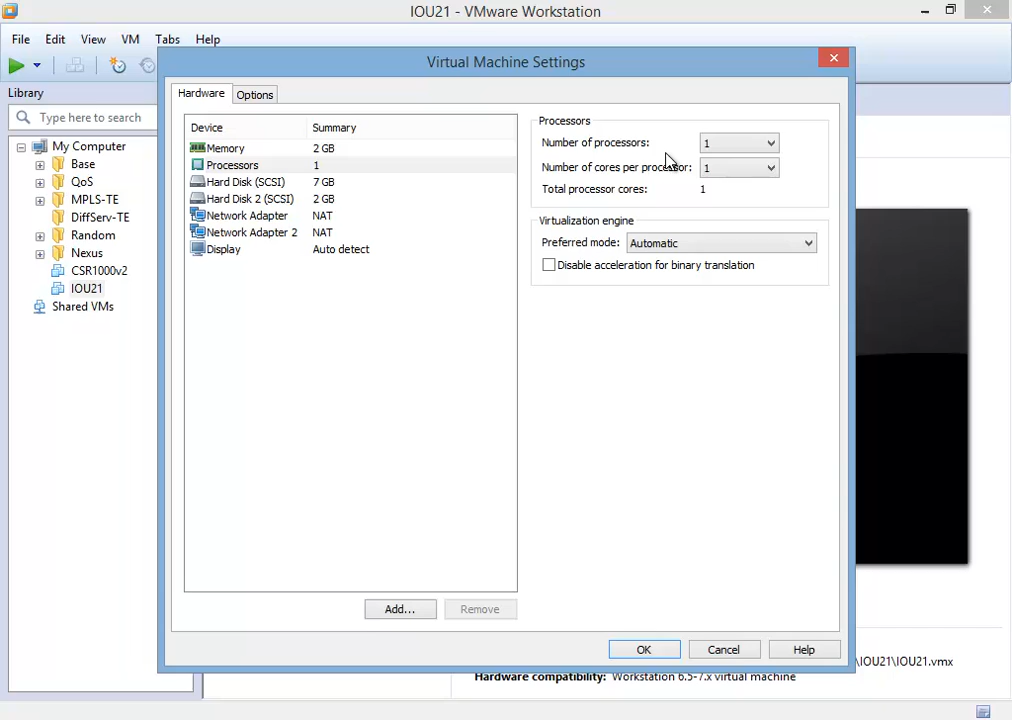 IOU21 - VMware Workstation
File Edit View VM Tabs Help
Library
Type here to search
My Computer
Base
QoS
MPLS-TE
DiffServ-TE
Random
Nexus
CSR1000v2
IOU21
Shared VMs
Virtual Machine Settings
Hardware Options
Device Summary
Memory 2 GB
Processors 1
Hard Disk (SCSI) 7 GB
Hard Disk 2 (SCSI) 2 GB
Network Adapter NAT
Network Adapter 2 NAT
Display Auto detect
Add... Remove
Processors
Number of processors: 1
Number of cores per processor: 1
Total processor cores: 1
Virtualization engine
Preferred mode: Automatic
Disable acceleration for binary translation
OK Cancel Help
\IOU21\IOU21.vmx
Hardware compatibility: Workstation 6.5-7.x virtual machine